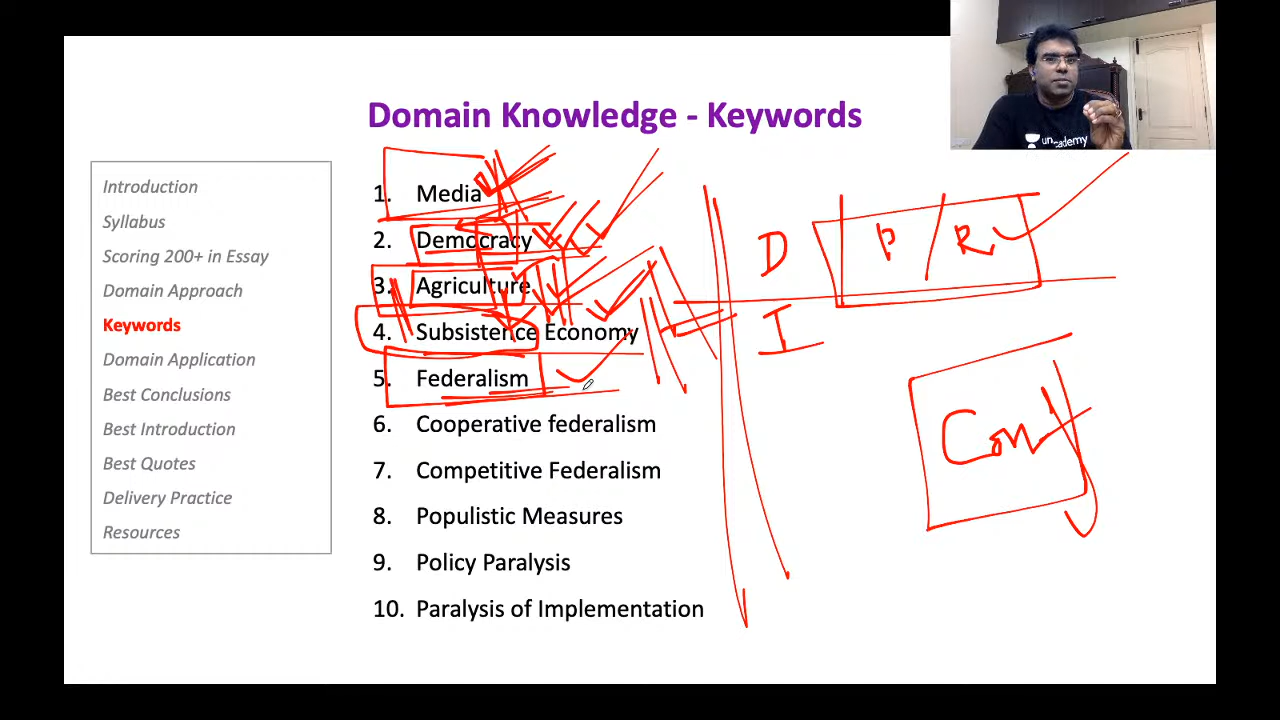 Domain Knowledge - Keywords
unacademy
Introduction
Syllabus
Scoring 200+ in Essay
Domain Approach
Keywords
Domain Application
Best Conclusions
Best Introduction
Best Quotes
Delivery Practice
Resources
1. Media
2. Democracy
3. Agriculture
4. Subsistence Economy
5. Federalism
6. Cooperative federalism
7. Competitive Federalism
8. Populistic Measures
9. Policy Paralysis
10. Paralysis of Implementation
D P R
I